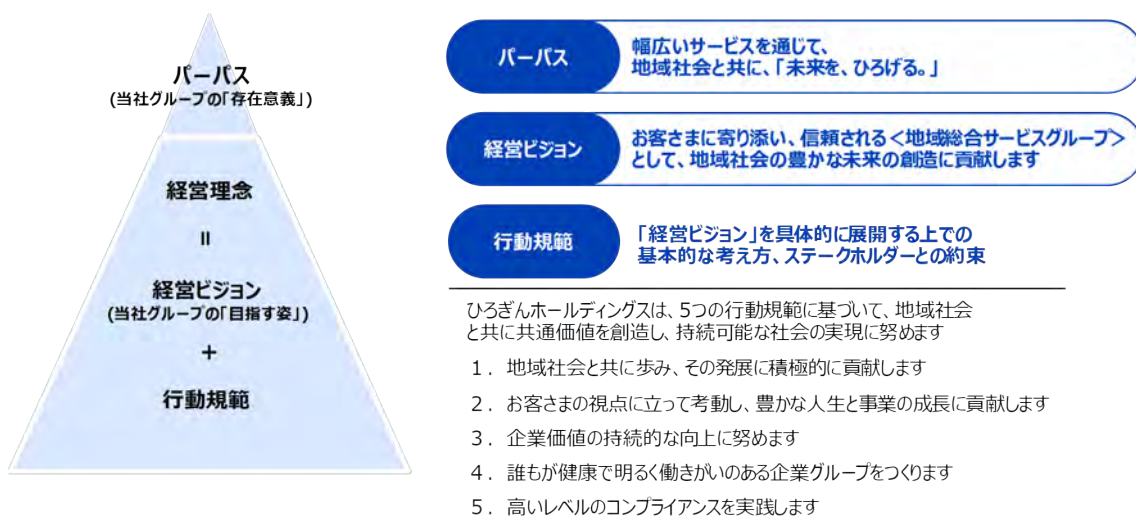 パーパス
(当社グループの「存在意義」)
経営理念
=
経営ビジョン
(当社グループの「目指す姿」)
+
行動規範
パーパス
幅広いサービスを通じて、
地域社会と共に、「未来を、ひろげる。」
経営ビジョン
お客さまに寄り添い、信頼される<地域総合サービスグループ>
として、地域社会の豊かな未来の創造に貢献します
行動規範
「経営ビジョン」を具体的に展開する上での
基本的な考え方、ステークホルダーとの約束
ひろぎんホールディングスは、5つの行動規範に基づいて、地域社会
と共に共通価値を創造し、持続可能な社会の実現に努めます
1. 地域社会と共に歩み、その発展に積極的に貢献します
2. お客さまの視点に立って考動し、豊かな人生と事業の成長に貢献します
3. 企業価値の持続的な向上に努めます
4. 誰もが健康で明るく働きがいのある企業グループをつくります
5. 高いレベルのコンプライアンスを実践します